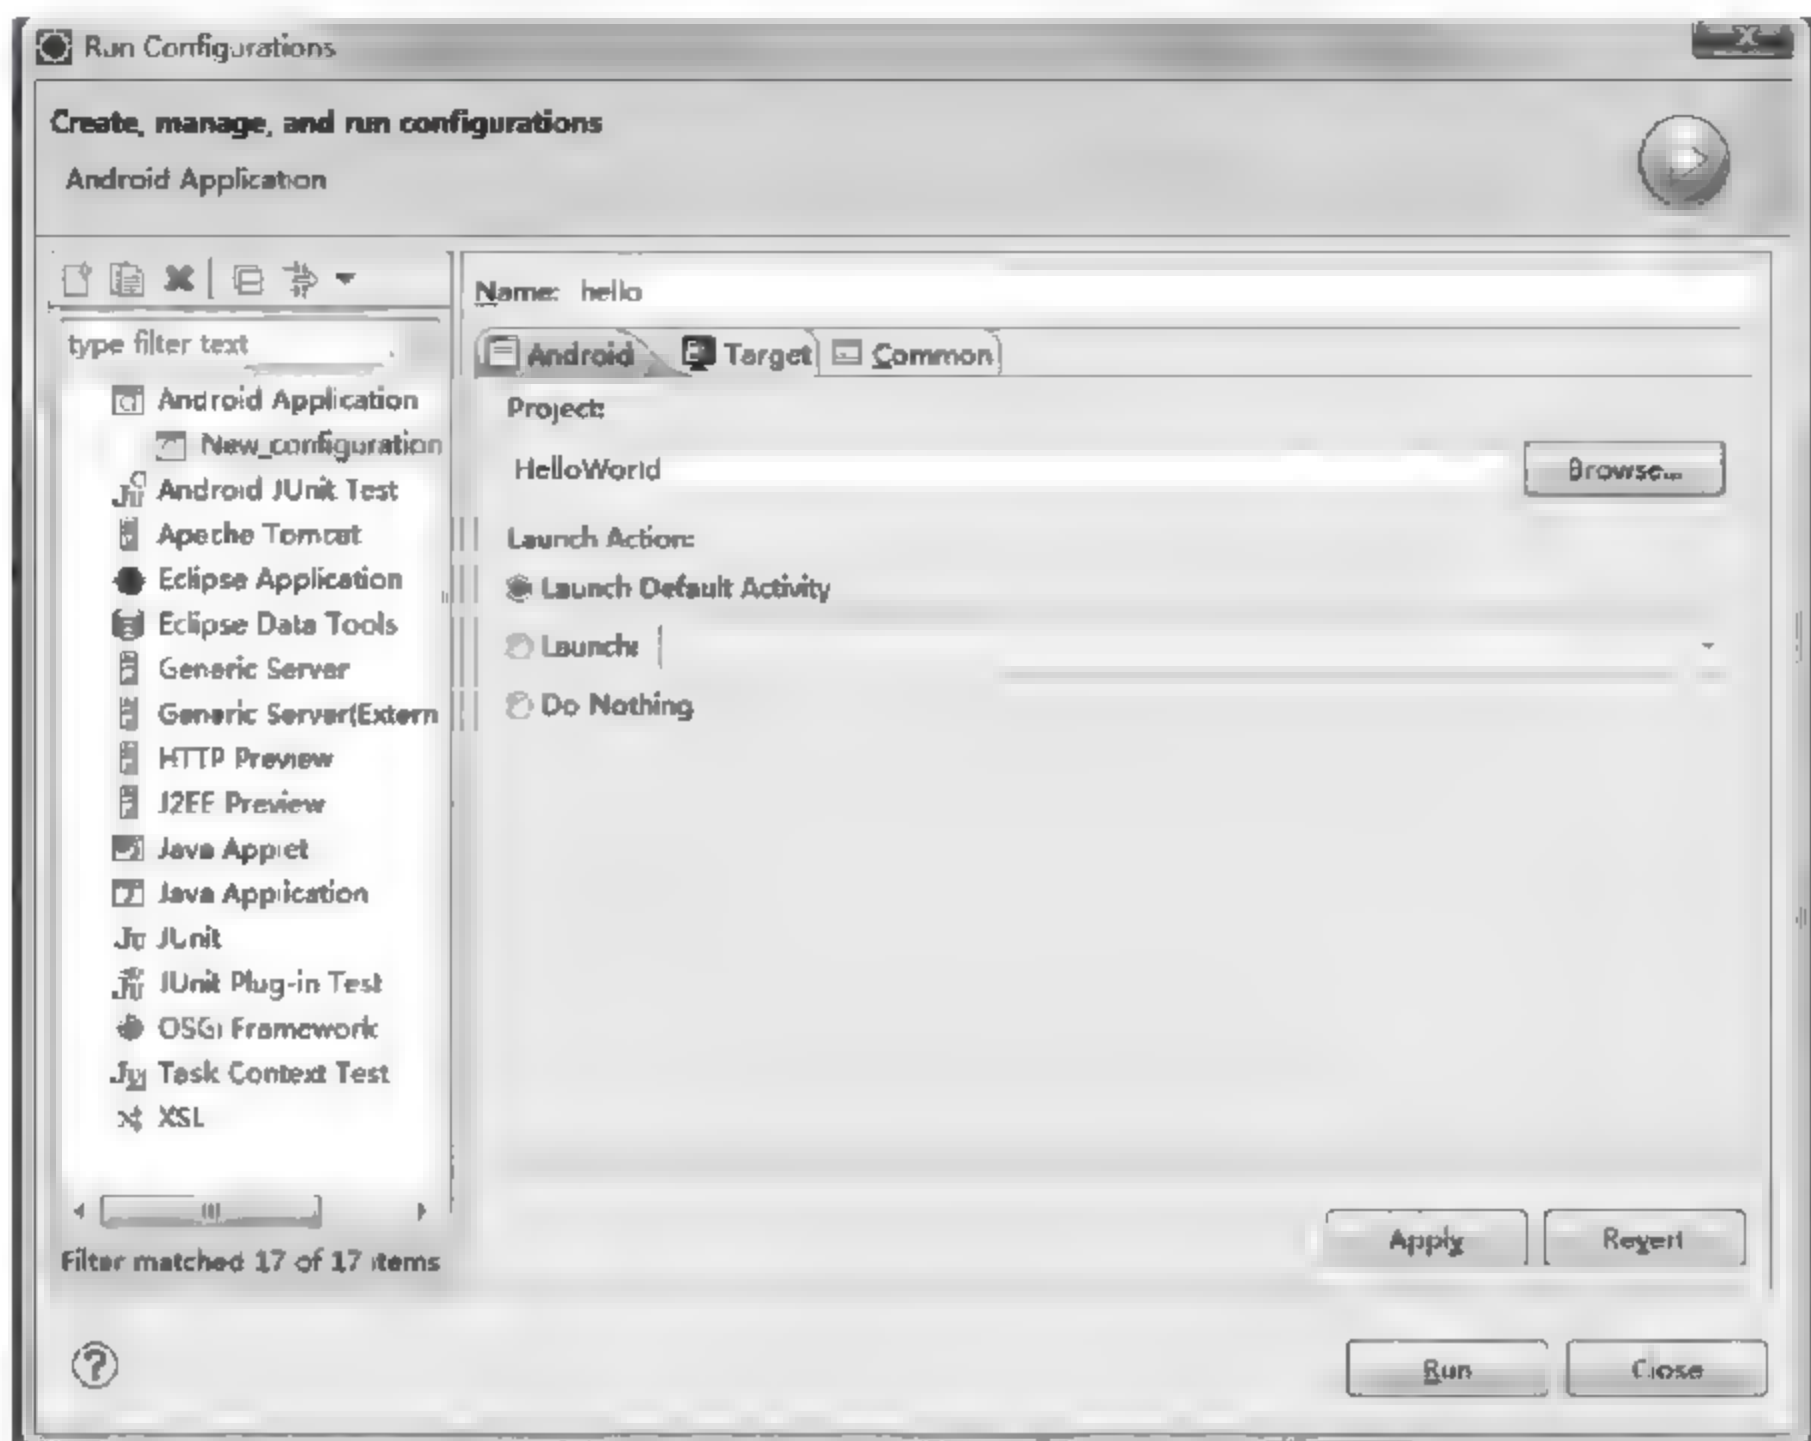 Run Configurations
Create, manage, and run configurations
Android Application
type filter text
Android Application
New_configuration
Android JUnit Test
Apache Tomcat
Eclipse Application
Eclipse Data Tools
Generic Server
Generic Server(Extern
HTTP Preview
J2EE Preview
Java Applet
Java Application
JUnit
JUnit Plug-in Test
OSGi Framework
Task Context Test
XSL
Filter matched 17 of 17 items
Name: hello
Android Target Common
Project:
HelloWorld Browse...
Launch Action:
Launch Default Activity
Launch:
Do Nothing
Apply Revert
Run Close